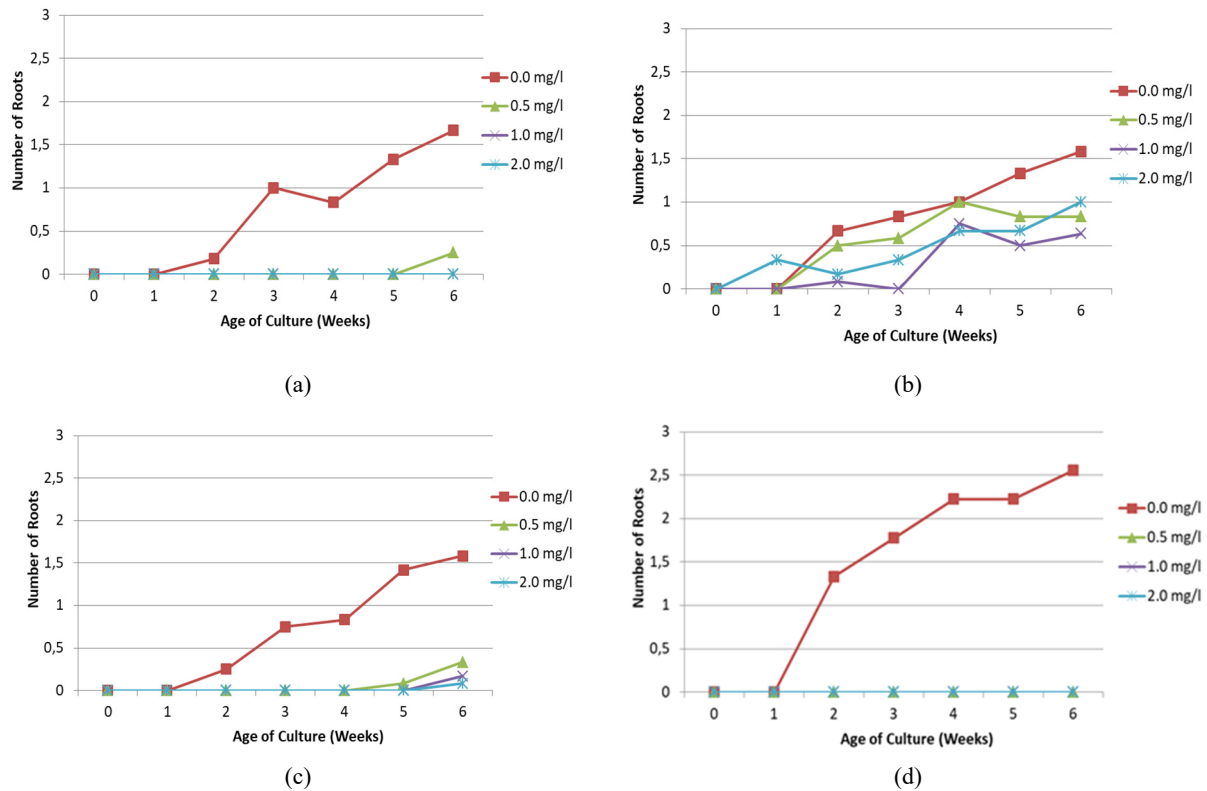 3
2,5
2
1,5
1
0,5
0
Number of Roots
0 1 2 3 4 5 6
Age of Culture (Weeks)
0.0 mg/l
0.5 mg/l
1.0 mg/l
2.0 mg/l
(a)
3
2,5
2
1,5
1
0,5
0
Number of Roots
0 1 2 3 4 5 6
Age of Culture (Weeks)
0.0 mg/l
0.5 mg/l
1.0 mg/l
2.0 mg/l
(b)
3
2,5
2
1,5
1
0,5
0
Number of Roots
0 1 2 3 4 5 6
Age of Culture (Weeks)
0.0 mg/l
0.5 mg/l
1.0 mg/l
2.0 mg/l
(c)
3
2,5
2
1,5
1
0,5
0
Number of Roots
0 1 2 3 4 5 6
Age of Culture (Weeks)
0.0 mg/l
0.5 mg/l
1.0 mg/l
2.0 mg/l
(d)